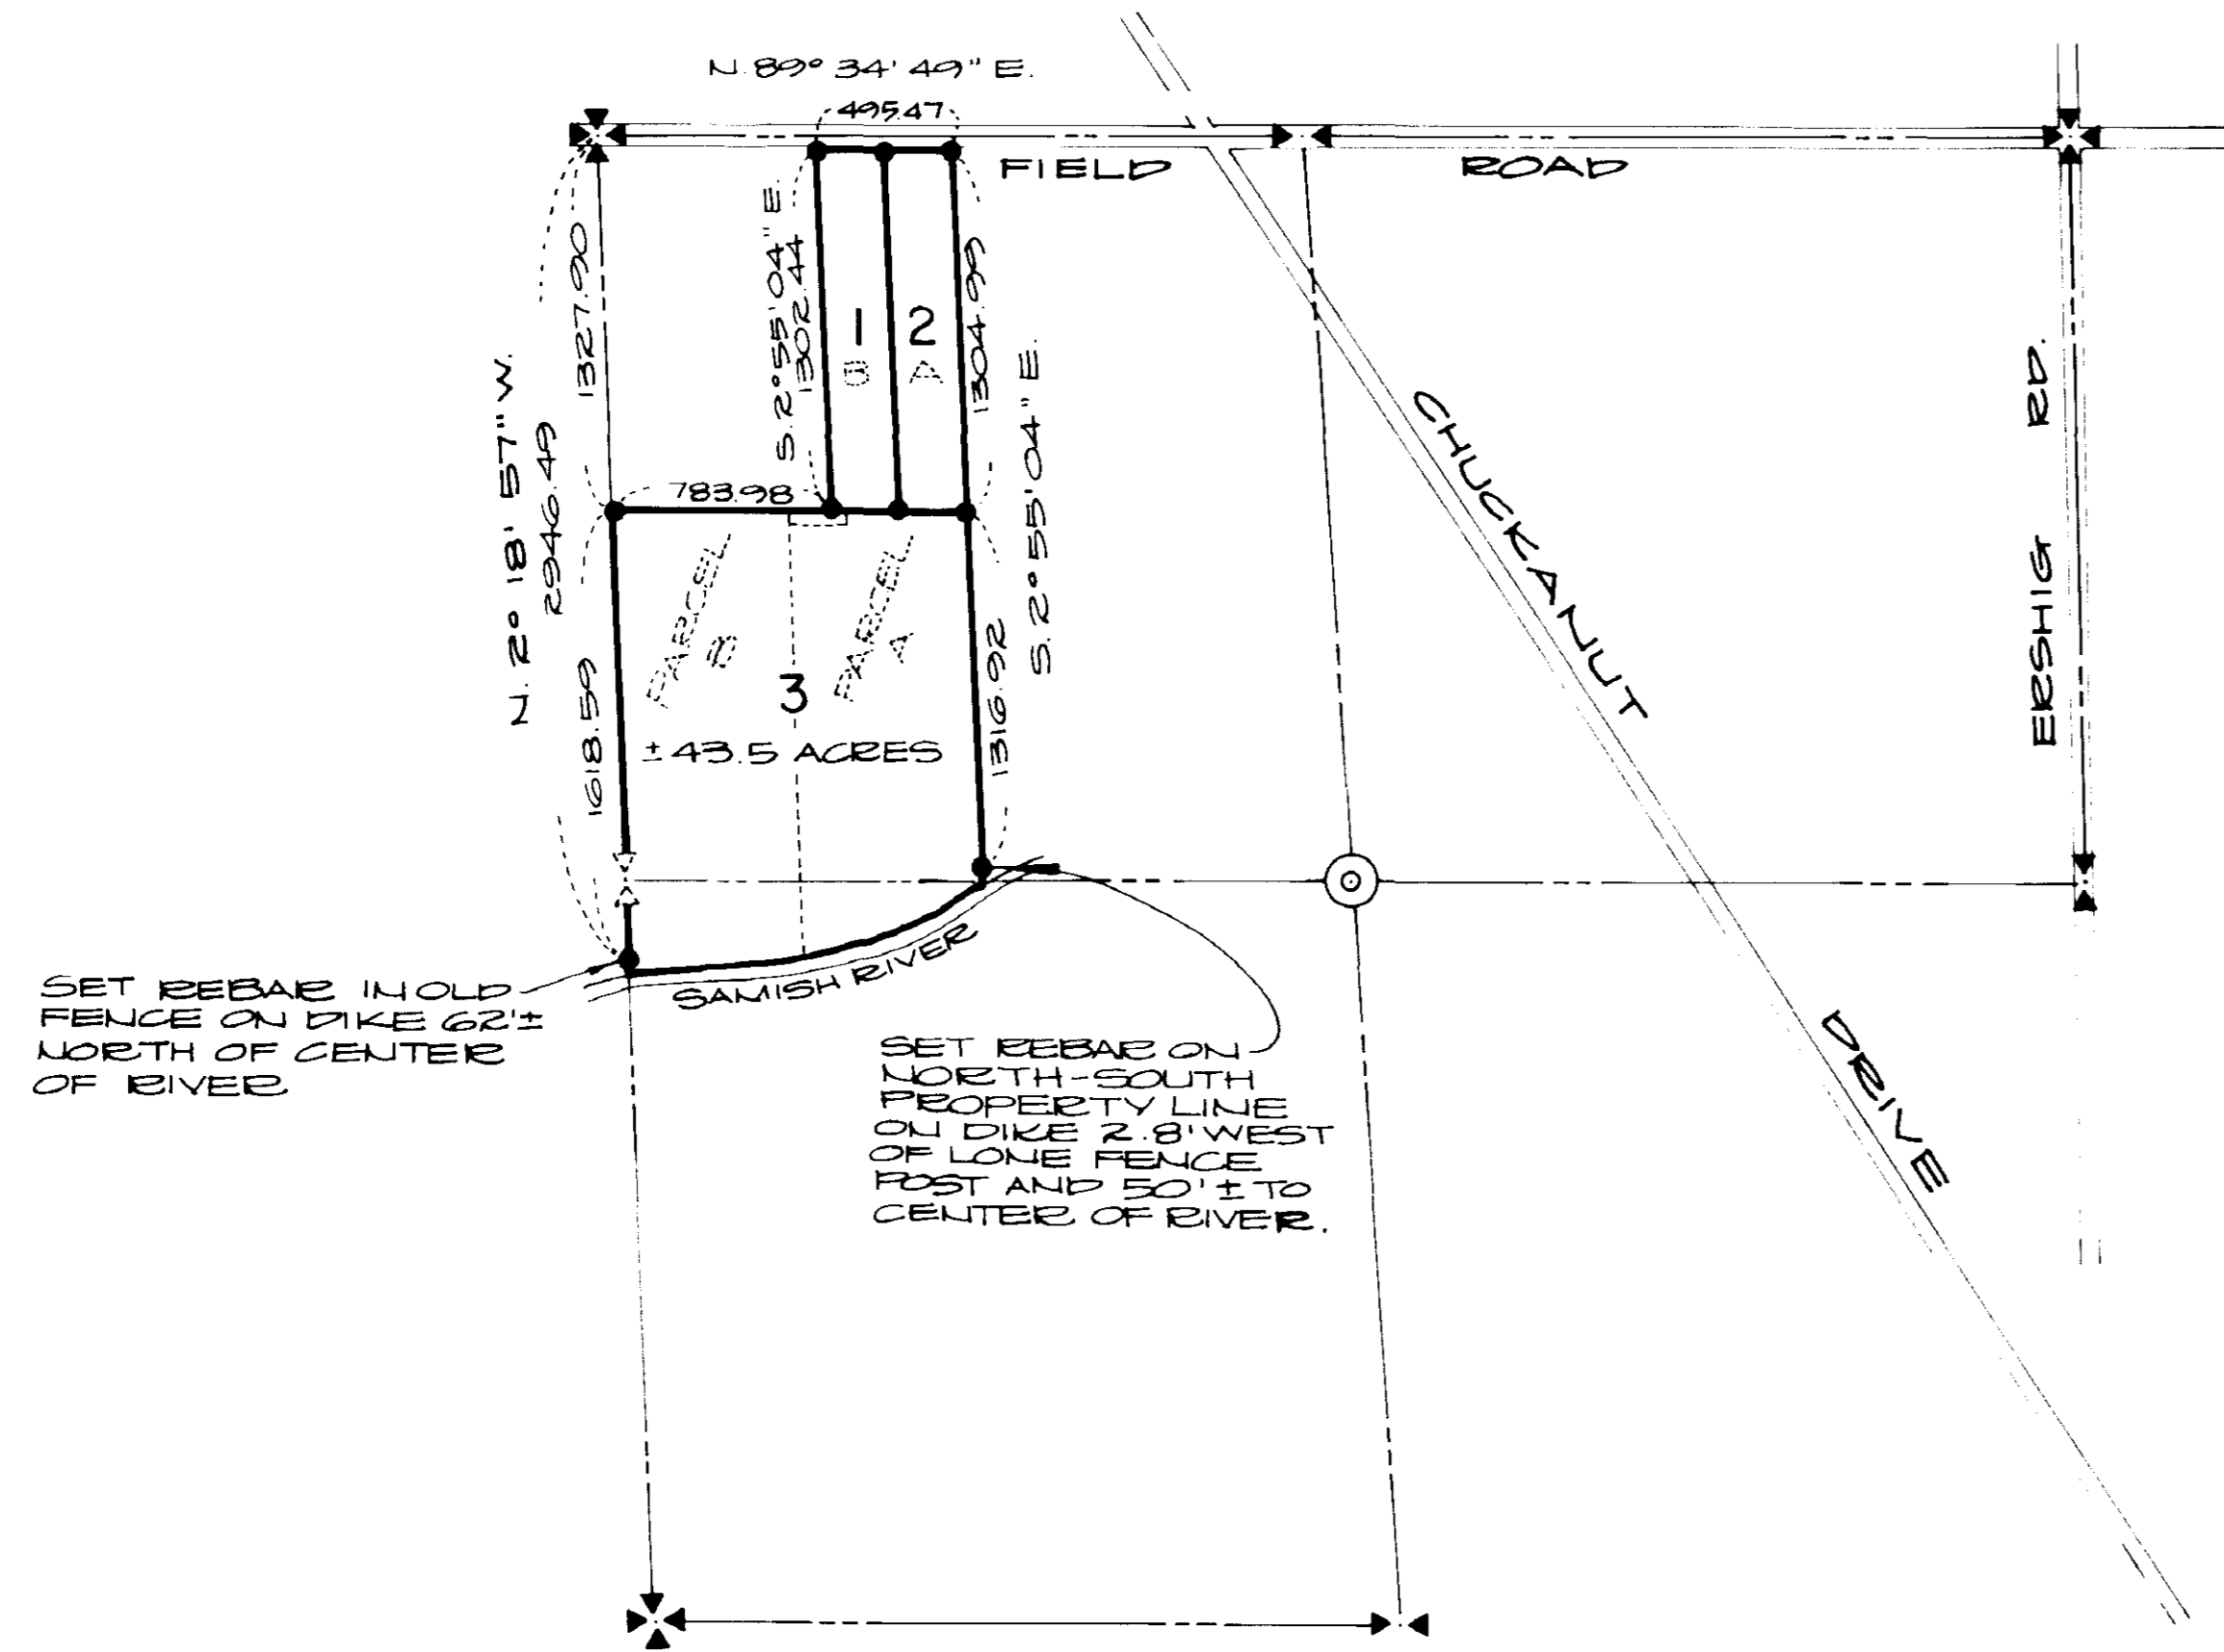 N. 89° 34' 49" E.
495.47
FIELD ROAD
1327.90
S. 2° 55' 04" E.
1302.44
1
B
2
A
1304.99
S. 2° 55' 04" E.
N. 2° 18' 57" W.
2946.49
783.98
PARCEL
B
PARCEL
A
3
±43.5 ACRES
1618.59
1316.92
CHUCKANUT DRIVE
ERSHIG RD.
SAMISH RIVER
SET REBAR IN OLD
FENCE ON DIKE 62'±
NORTH OF CENTER
OF RIVER
SET REBAR ON
NORTH-SOUTH
PROPERTY LINE
ON DIKE 2.8' WEST
OF LONE FENCE
POST AND 50'± TO
CENTER OF RIVER.